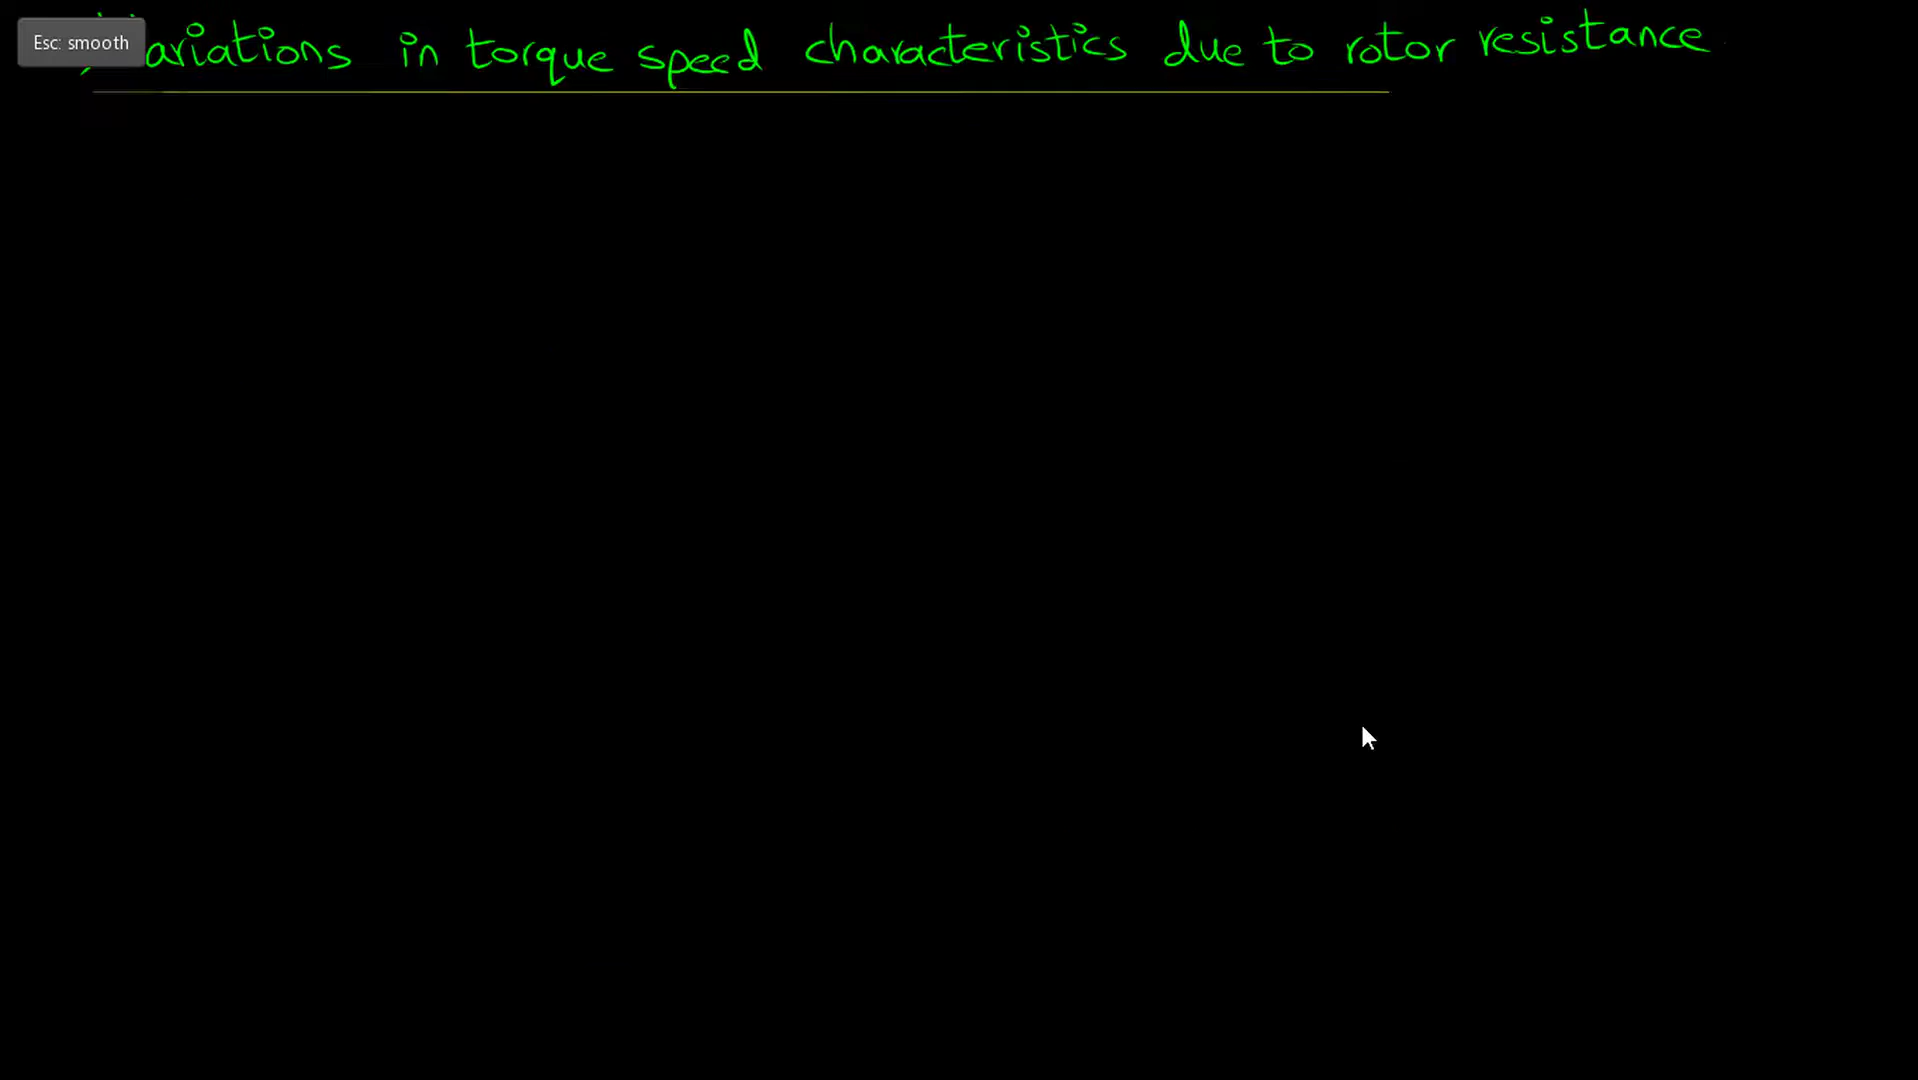 Esc: smooth
ariations in torque speed characteristics due to rotor resistance